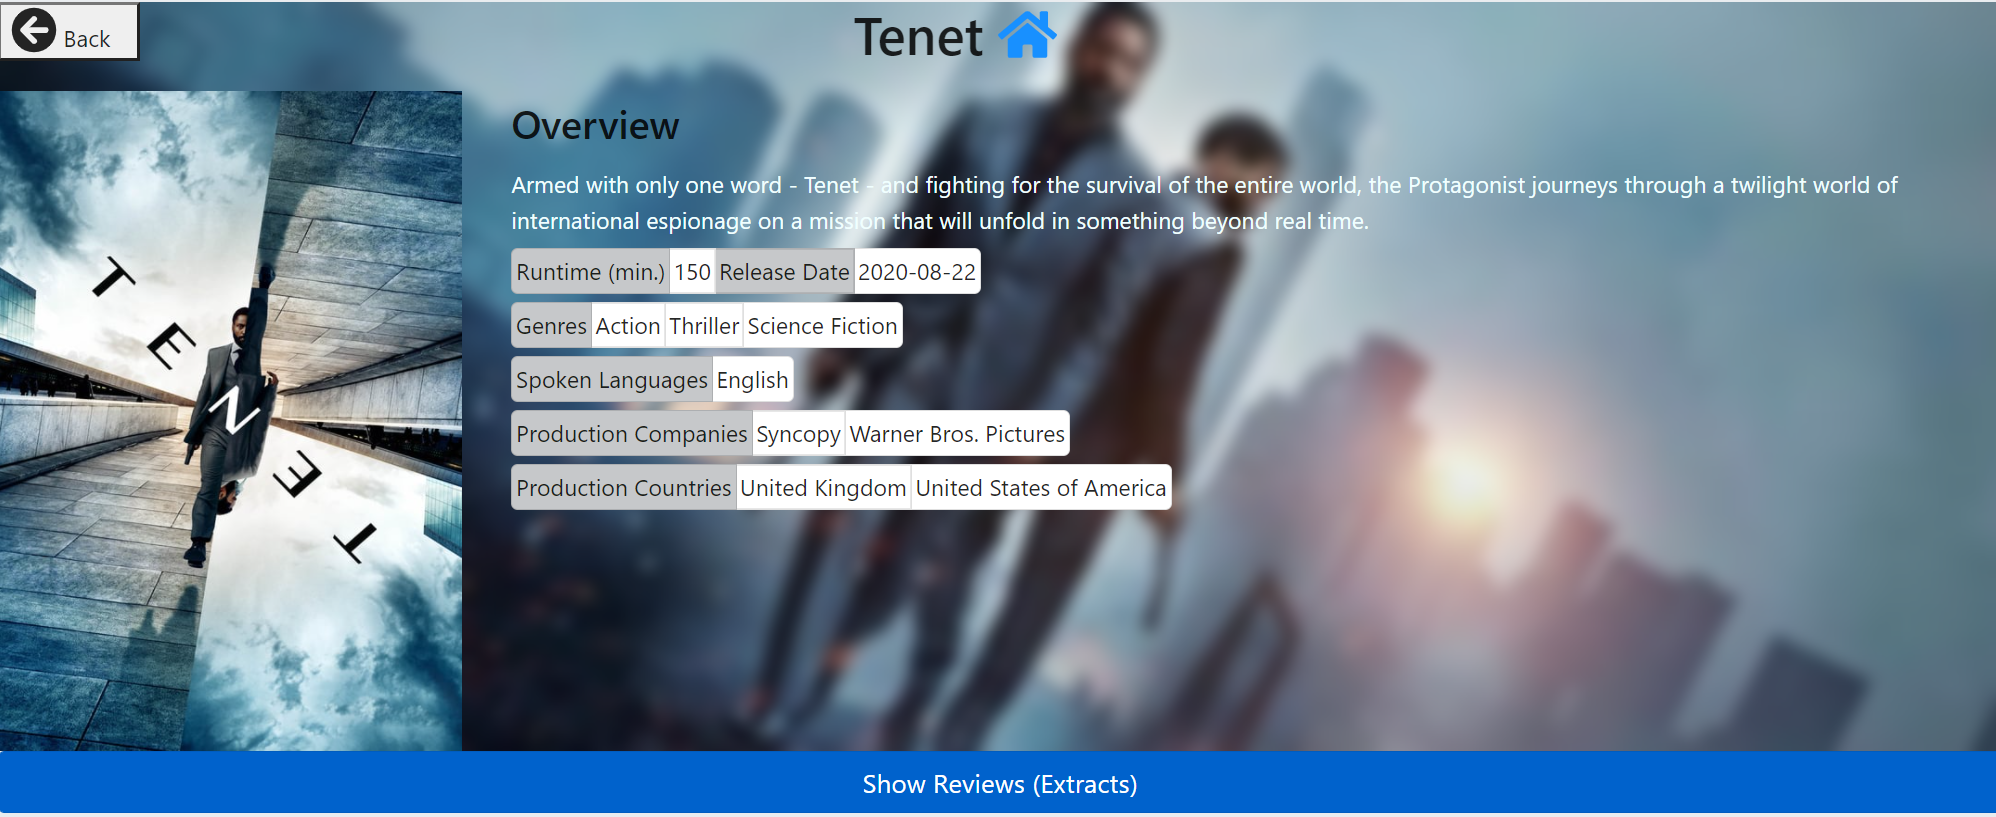 Back
Tenet
TENET
Overview
Armed with only one word - Tenet - and fighting for the survival of the entire world, the Protagonist journeys through a twilight world of
international espionage on a mission that will unfold in something beyond real time.
Runtime (min.) 150 Release Date 2020-08-22
Genres Action Thriller Science Fiction
Spoken Languages English
Production Companies Syncopy Warner Bros. Pictures
Production Countries United Kingdom United States of America
Show Reviews (Extracts)